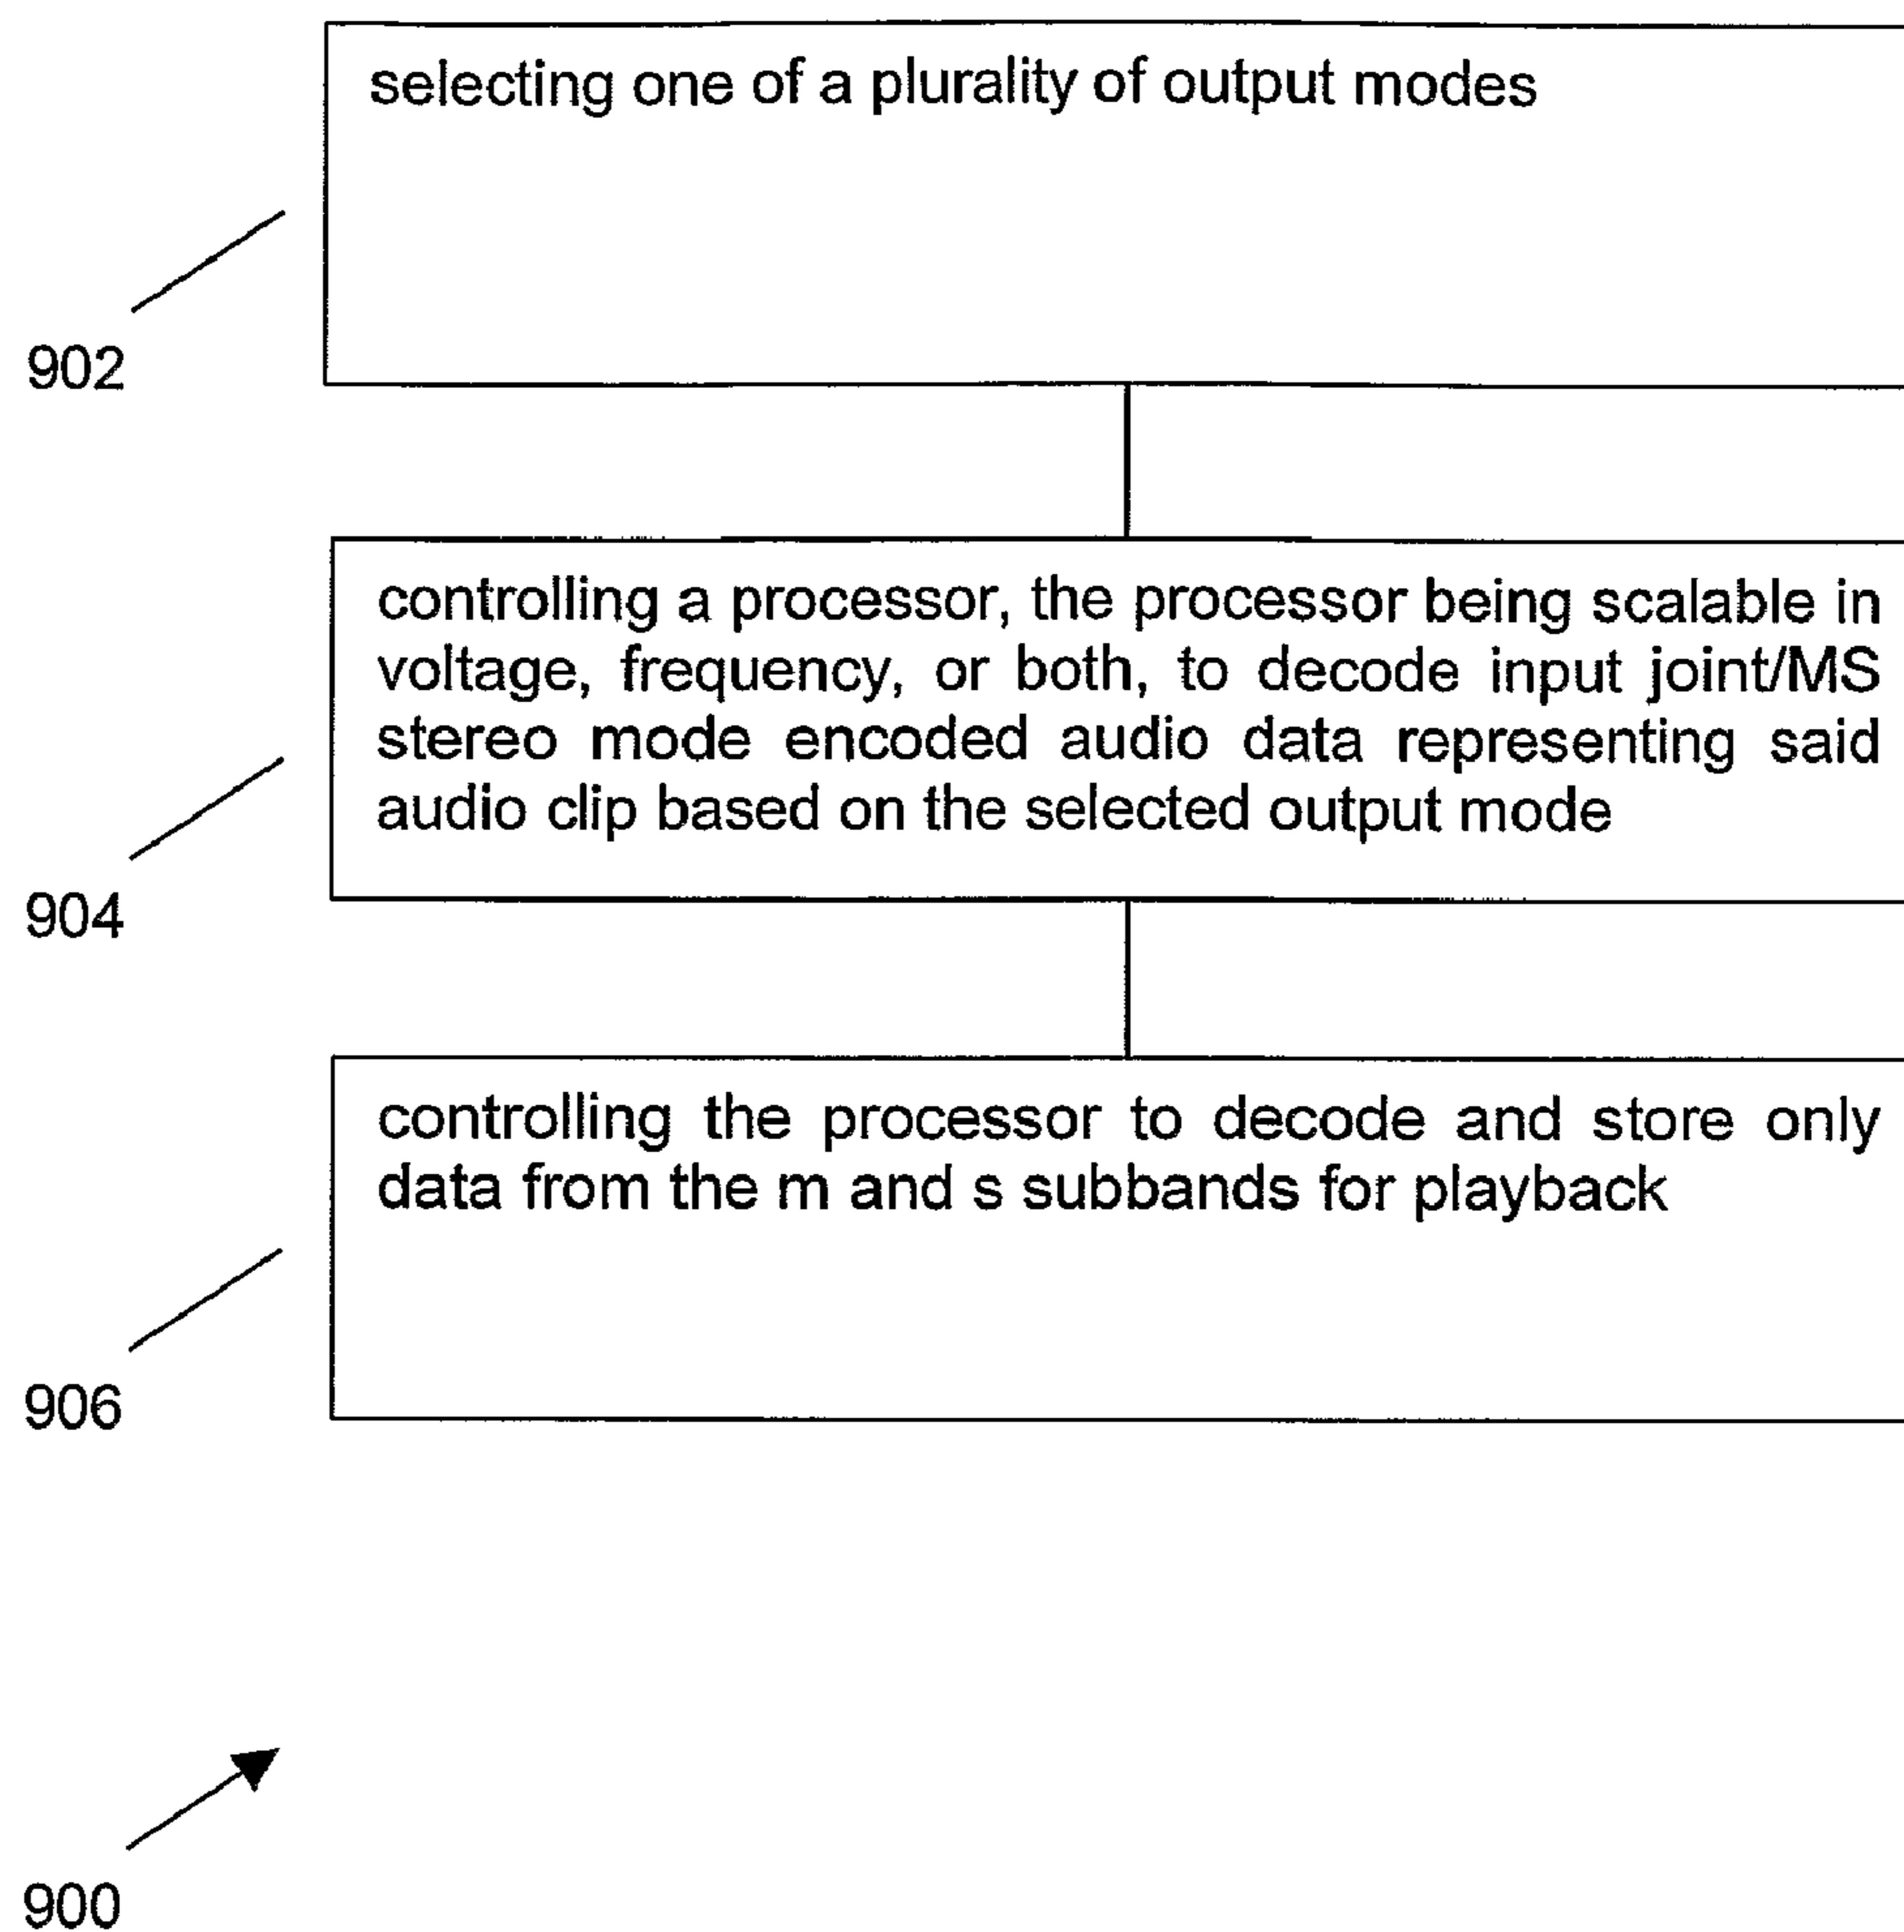 selecting one of a plurality of output modes
902
controlling a processor, the processor being scalable in
voltage, frequency, or both, to decode input joint/MS
stereo mode encoded audio data representing said
audio clip based on the selected output mode
904
controlling the processor to decode and store only
data from the m and s subbands for playback
906
900